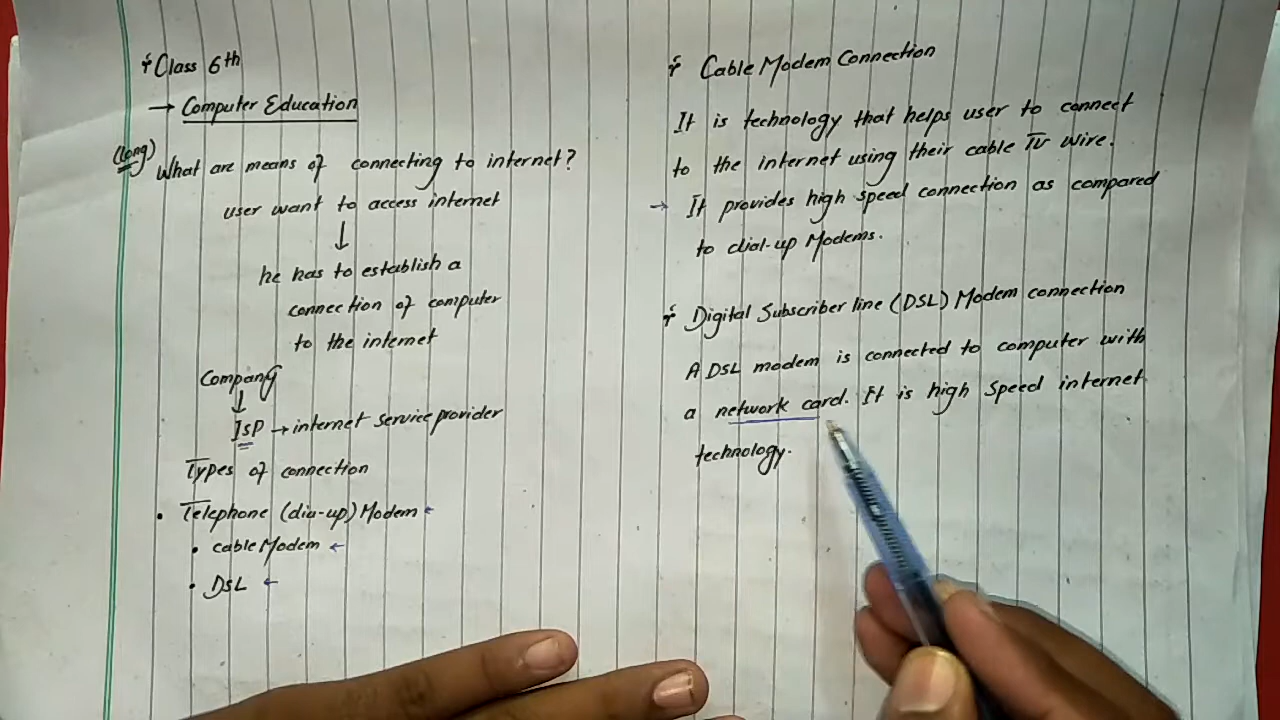 Class 6th
→ Computer Education
(long)
What are means of connecting to internet?
user want to access internet
↓
he has to establish a
connection of computer
to the internet
Company
↓
ISP → internet service provider
Types of connection
• Telephone (dia-up) Modem ←
• cable Modem ←
• DSL ←
Cable Modem Connection
It is technology that helps user to connect
to the internet using their cable TV wire.
→ It provides high speed connection as compared
to dial-up Modems.
Digital Subscriber line (DSL) Modem connection
A DSL modem is connected to computer with
a network card. It is high speed internet
technology.